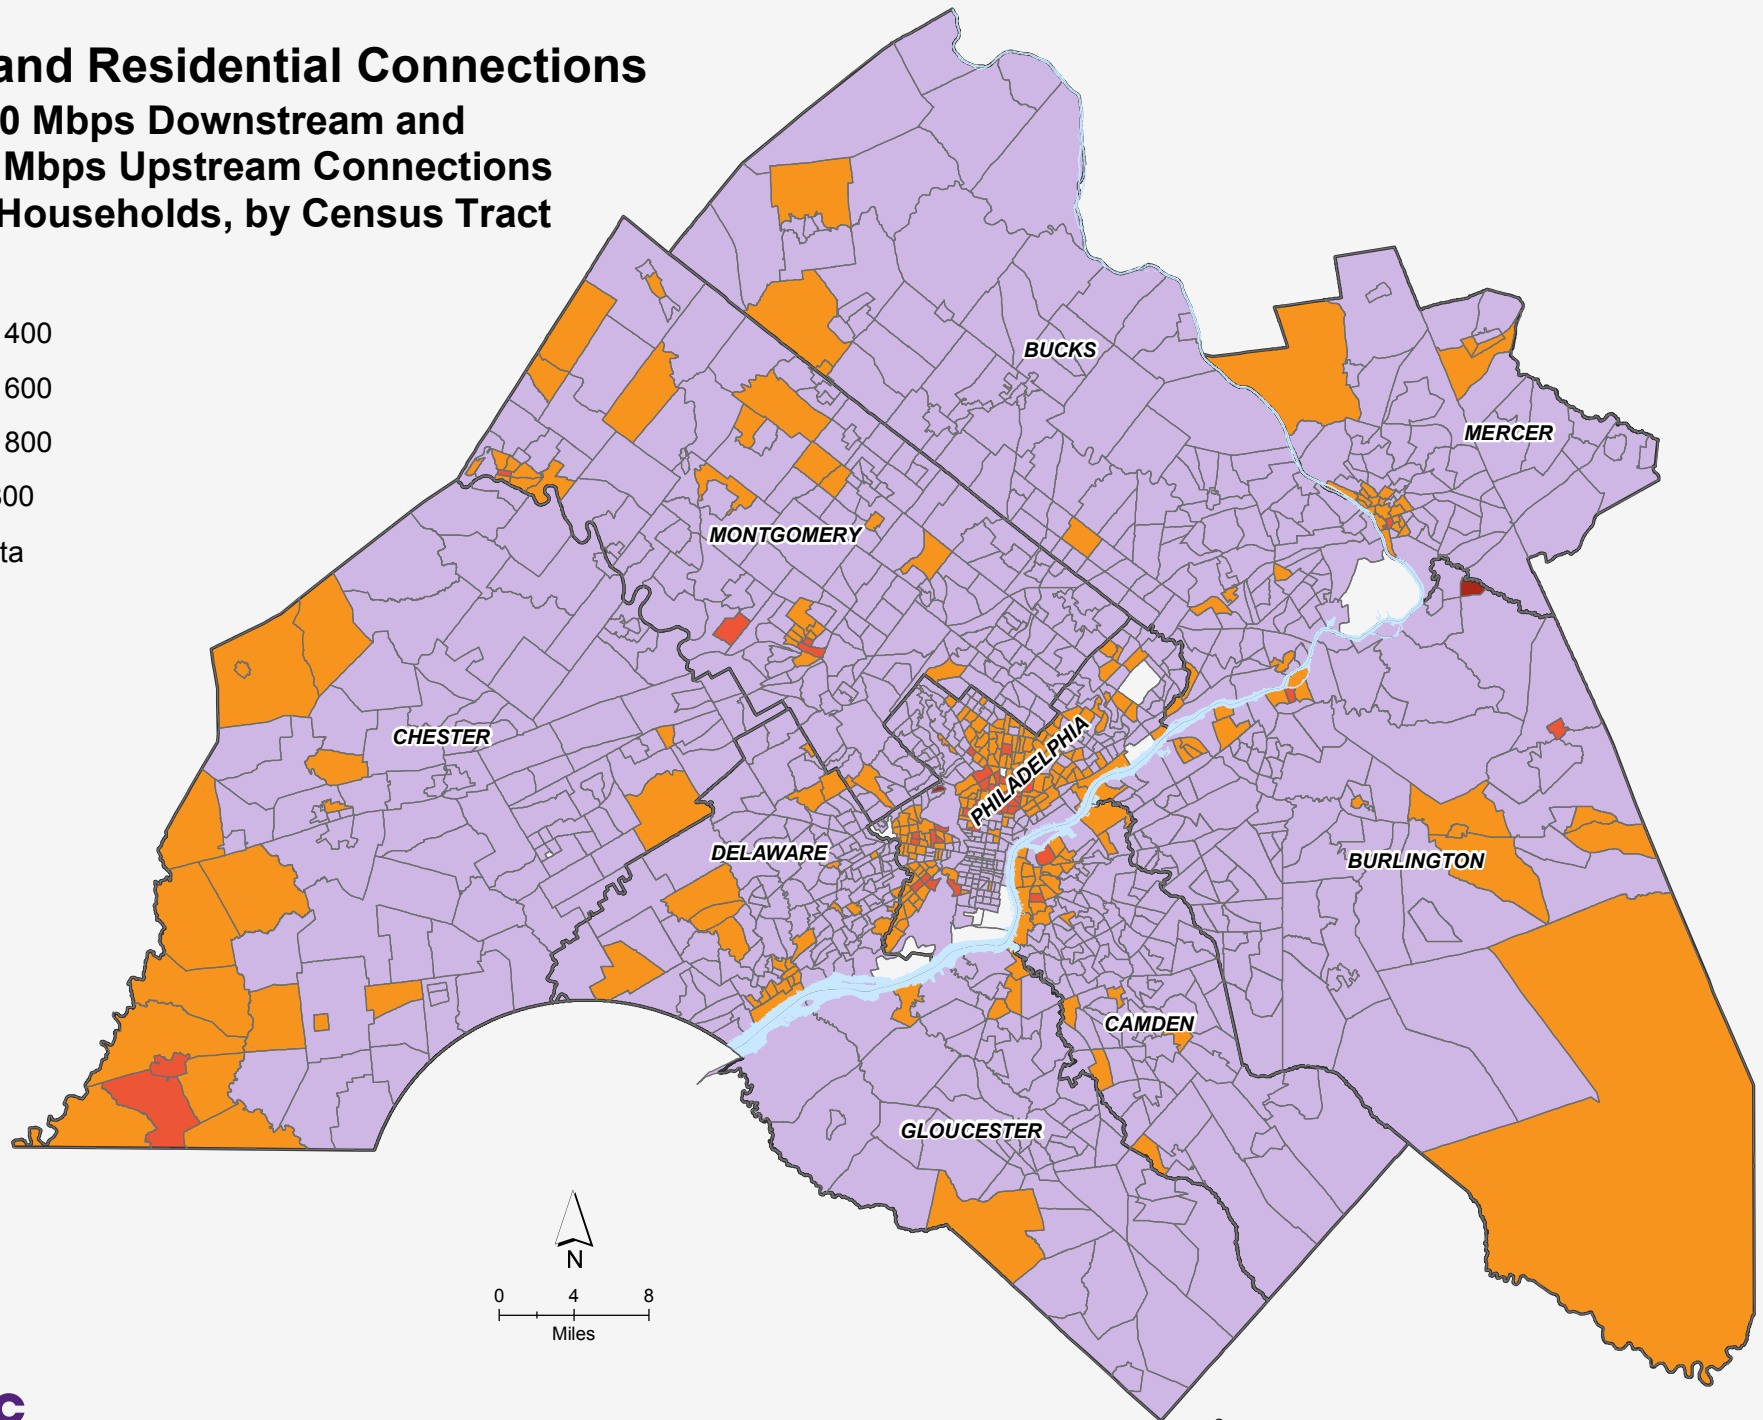 and Residential Connections
0 Mbps Downstream and
Mbps Upstream Connections
Households, by Census Tract
400
600
800
300
ta
BUCKS
MERCER
MONTGOMERY
CHESTER
PHILADELPHIA
DELAWARE
BURLINGTON
CAMDEN
GLOUCESTER
N
0 4 8
Miles
c